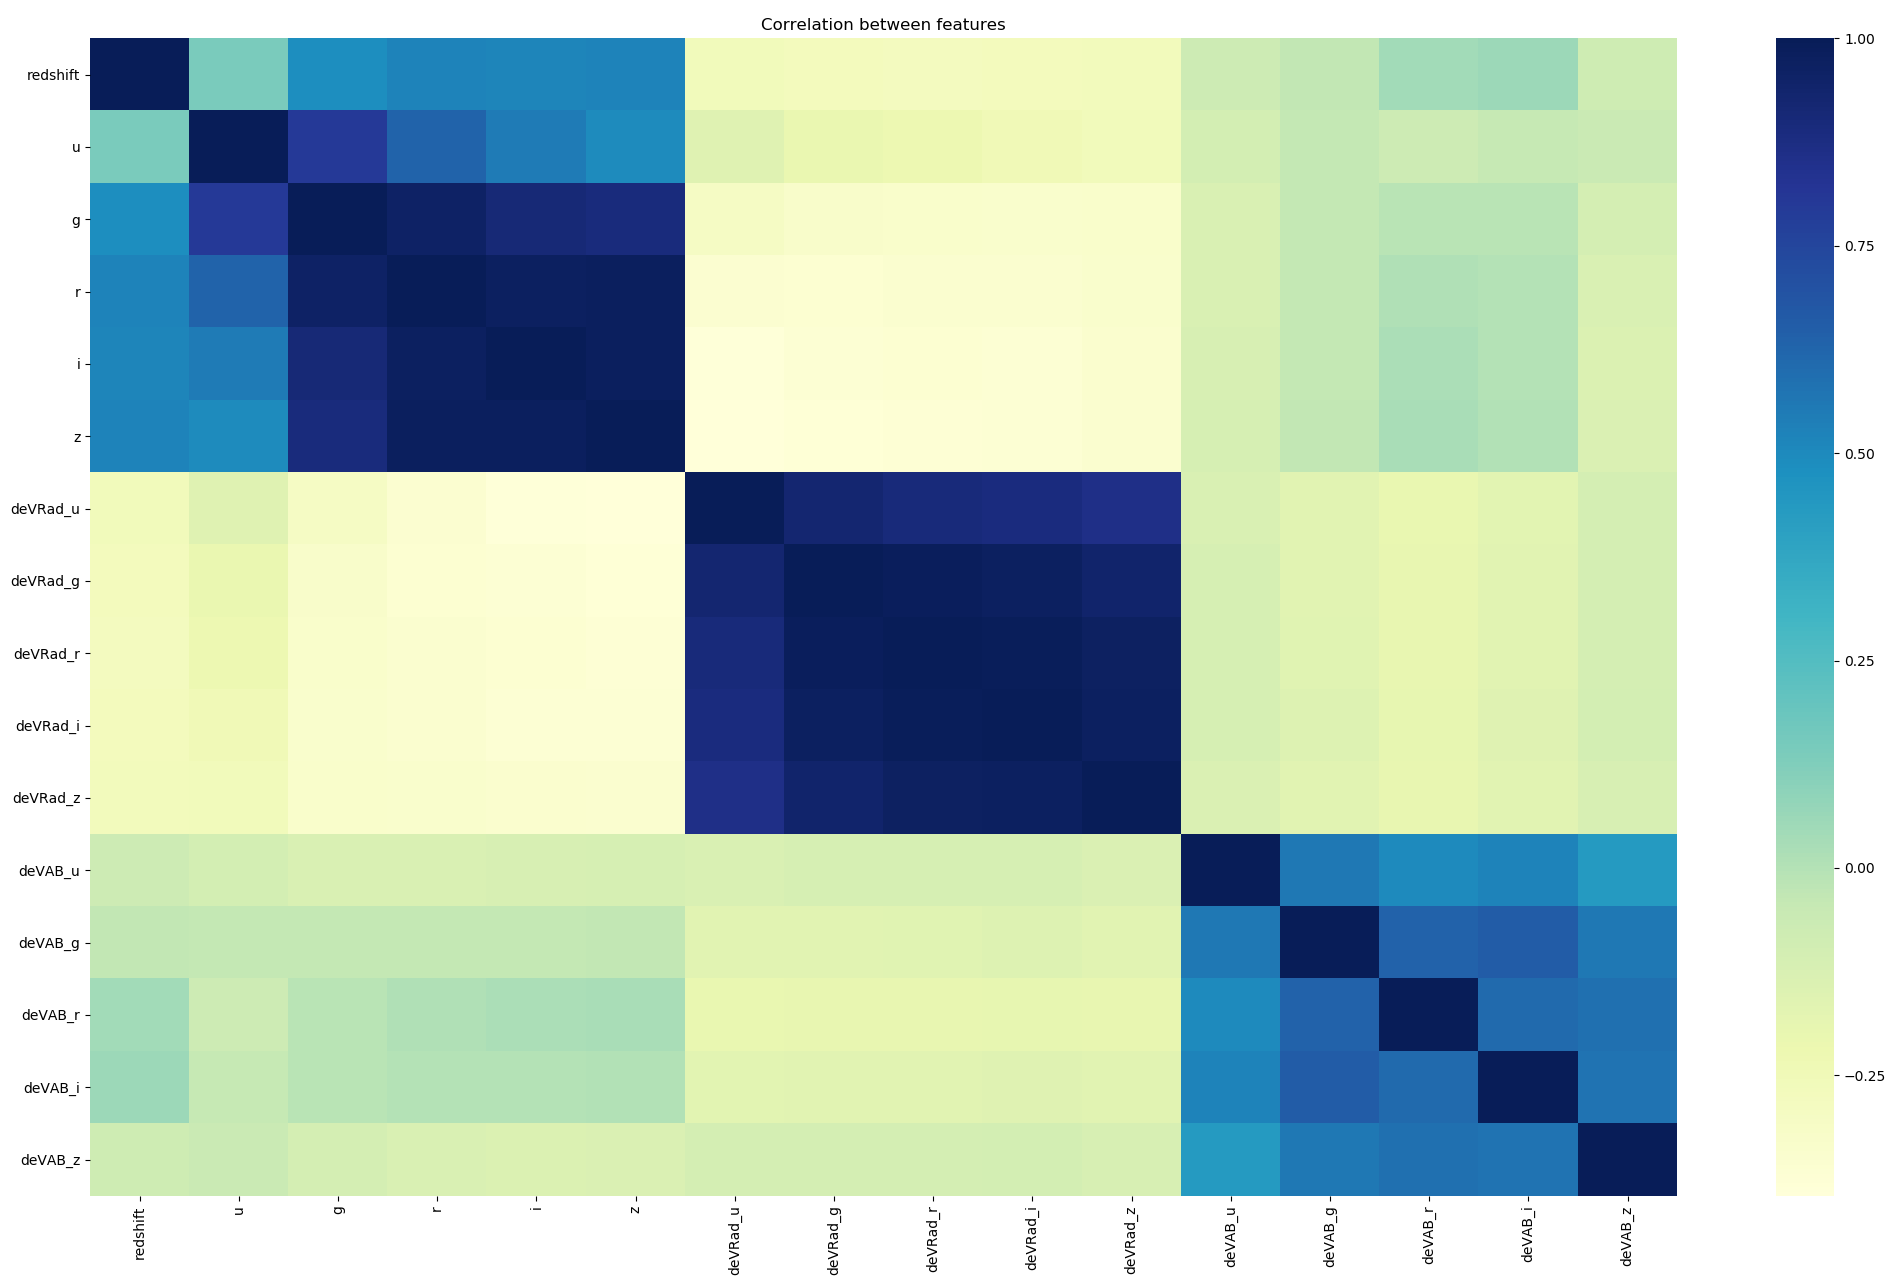 Correlation between features
redshift
u
g
r
i
z
deVRad_u
deVRad_g
deVRad_r
deVRad_i
deVRad_z
deVAB_u
deVAB_g
deVAB_r
deVAB_i
deVAB_z
redshift
u
g
r
i
z
deVRad_u
deVRad_g
deVRad_r
deVRad_i
deVRad_z
deVAB_u
deVAB_g
deVAB_r
deVAB_i
deVAB_z
1.00
0.75
0.50
0.25
0.00
−0.25